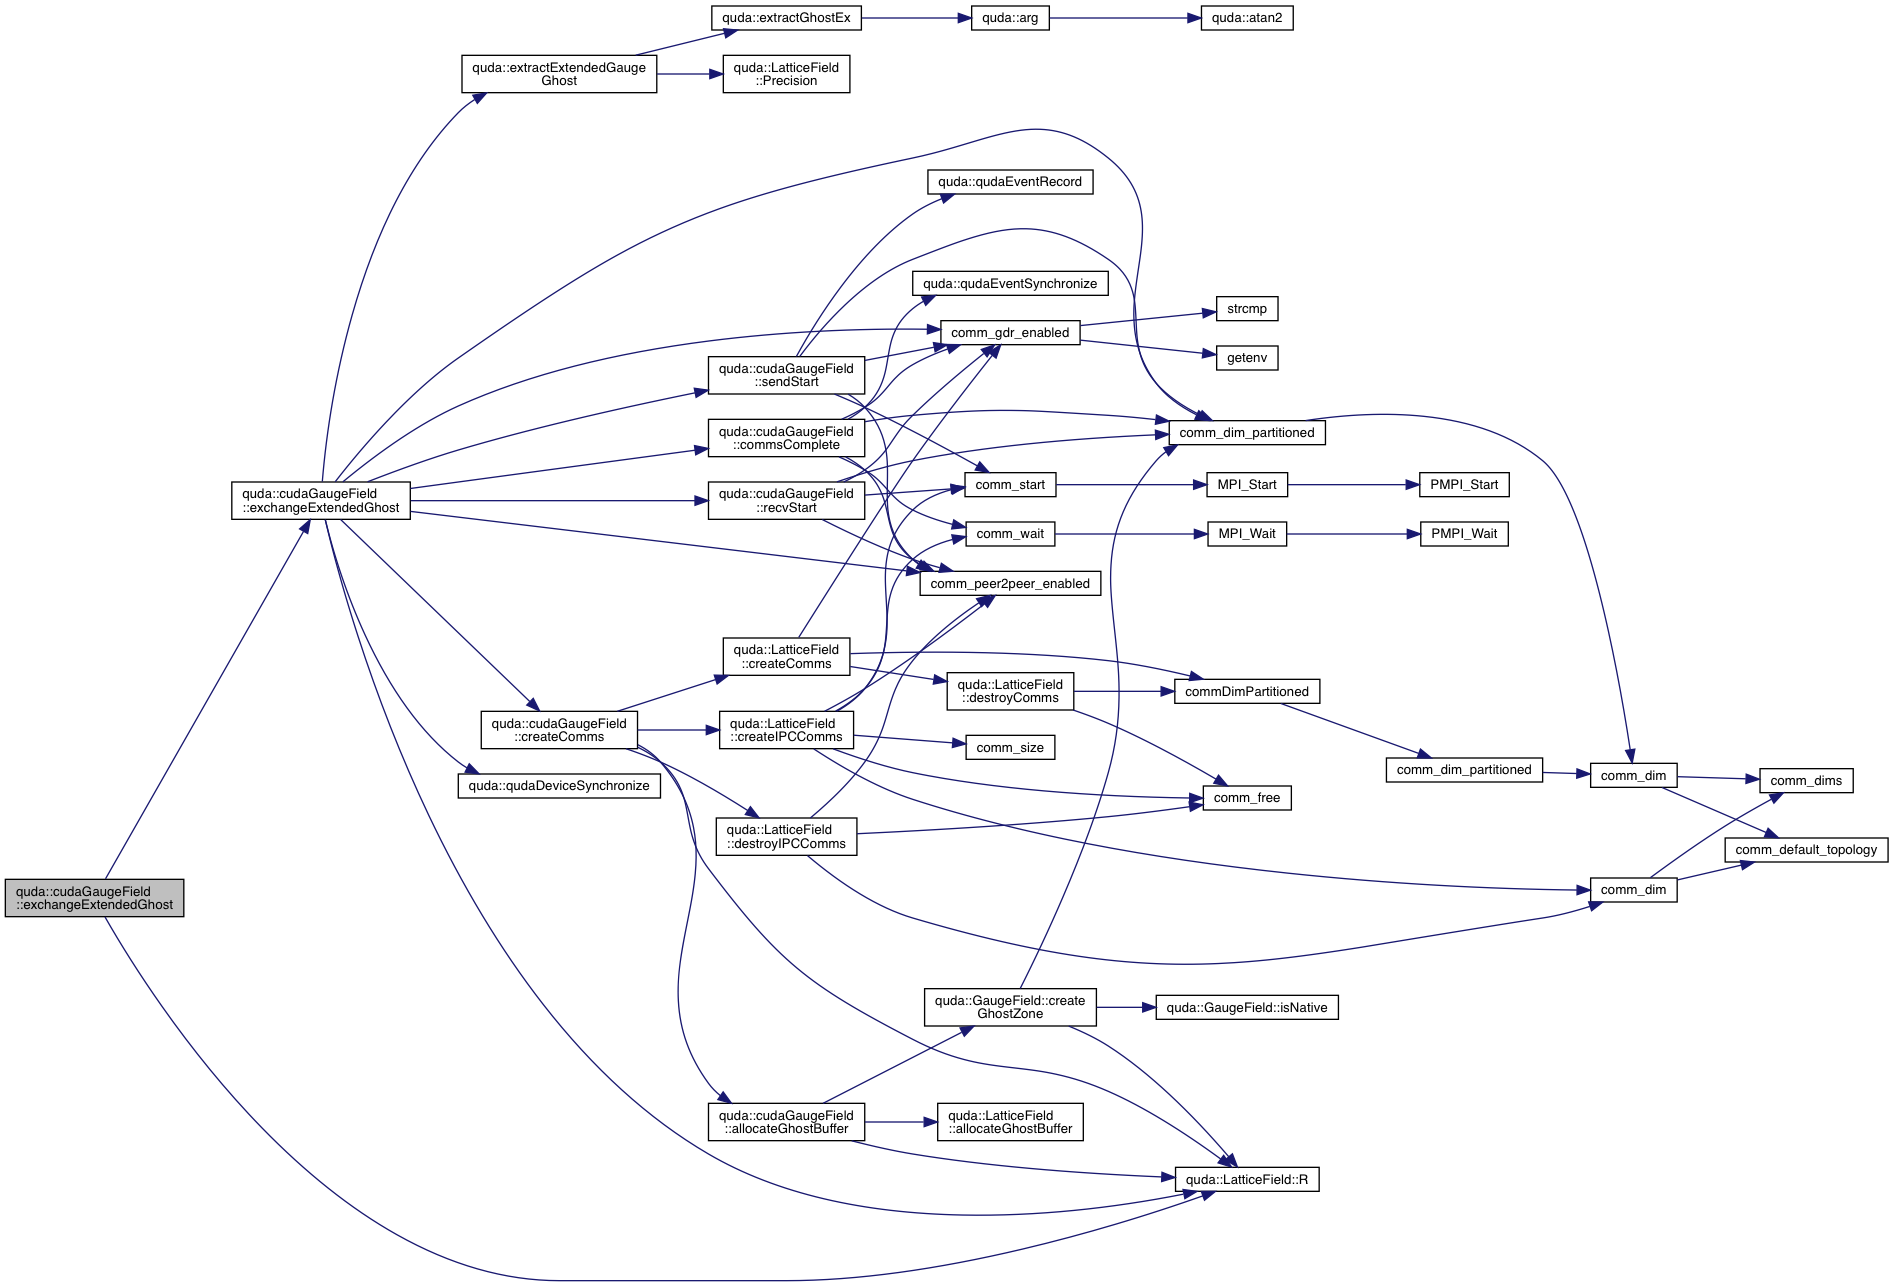 quda::extractGhostEx
quda::arg
quda::atan2
quda::extractExtendedGauge
Ghost
quda::LatticeField
::Precision
quda::qudaEventRecord
quda::qudaEventSynchronize
strcmp
comm_gdr_enabled
getenv
quda::cudaGaugeField
::sendStart
quda::cudaGaugeField
::commsComplete
comm_dim_partitioned
quda::cudaGaugeField
::exchangeExtendedGhost
quda::cudaGaugeField
::recvStart
comm_start
MPI_Start
PMPI_Start
comm_wait
MPI_Wait
PMPI_Wait
comm_peer2peer_enabled
quda::LatticeField
::createComms
quda::LatticeField
::destroyComms
commDimPartitioned
quda::cudaGaugeField
::createComms
quda::LatticeField
::createIPCComms
comm_size
comm_dim_partitioned
comm_dim
comm_dims
quda::qudaDeviceSynchronize
comm_free
quda::LatticeField
::destroyIPCComms
comm_default_topology
quda::cudaGaugeField
::exchangeExtendedGhost
comm_dim
quda::GaugeField::create
GhostZone
quda::GaugeField::isNative
quda::cudaGaugeField
::allocateGhostBuffer
quda::LatticeField
::allocateGhostBuffer
quda::LatticeField::R